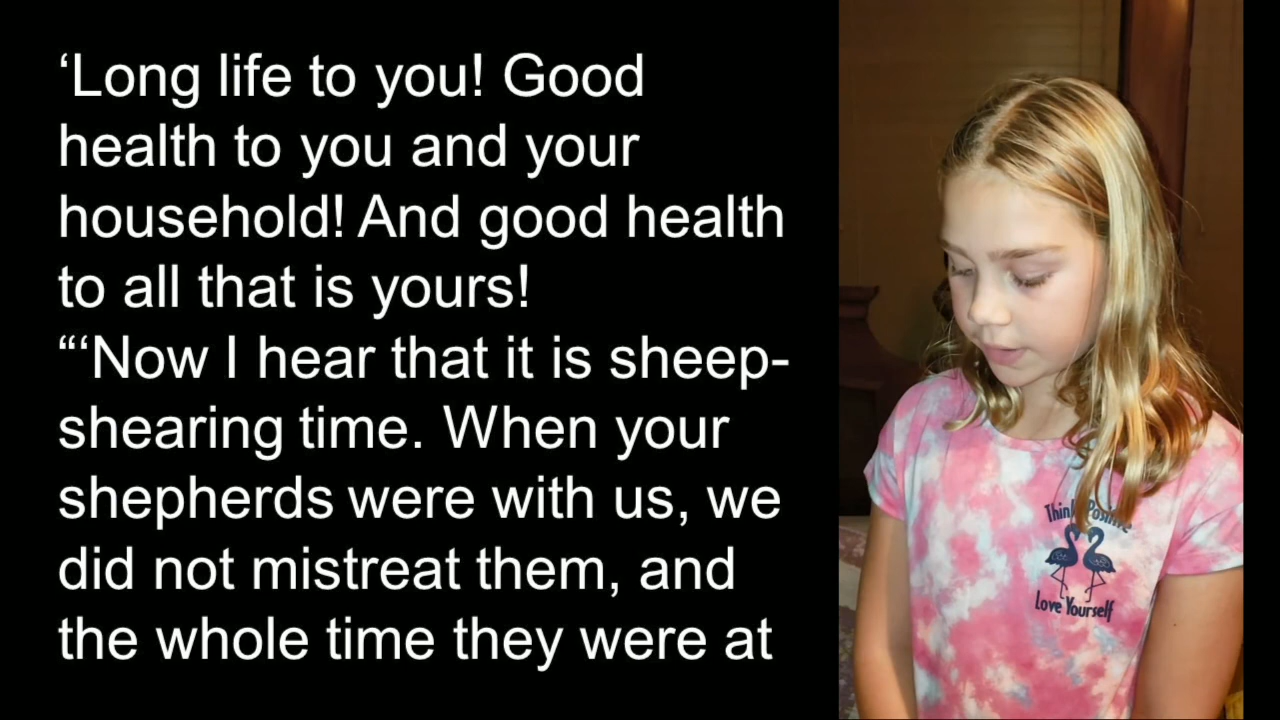 ‘Long life to you! Good
health to you and your
household! And good health
to all that is yours!
“‘Now I hear that it is sheep-
shearing time. When your
shepherds were with us, we
did not mistreat them, and
the whole time they were at
Think Positive
Love Yourself